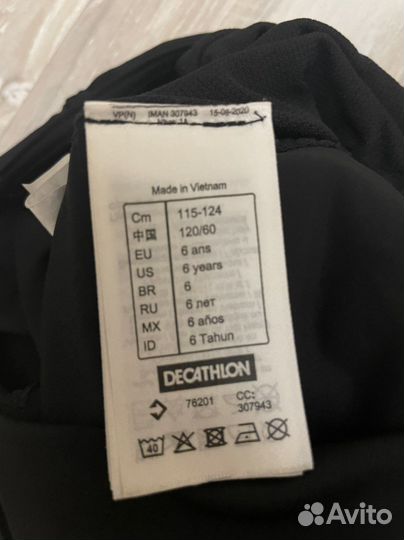 VP(N) IMAN 307943 15-06-2020
Made in Vietnam
Cm 115-124
中国 120/60
EU 6 ans
US 6 years
BR 6
RU 6 лет
MX 6 años
ID 6 Tahun
DECATHLON
76201 CC: 307943
40
Avito